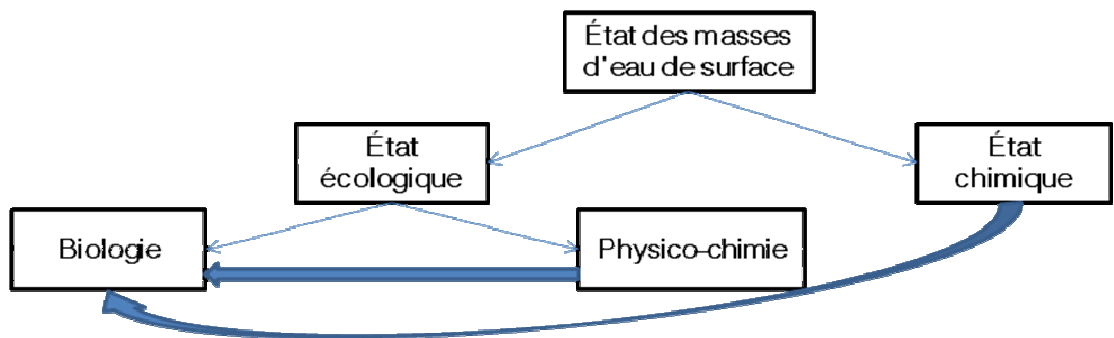 État des masses
d'eau de surface
État
écologique
État
chimique
Biologie
Physico-chimie